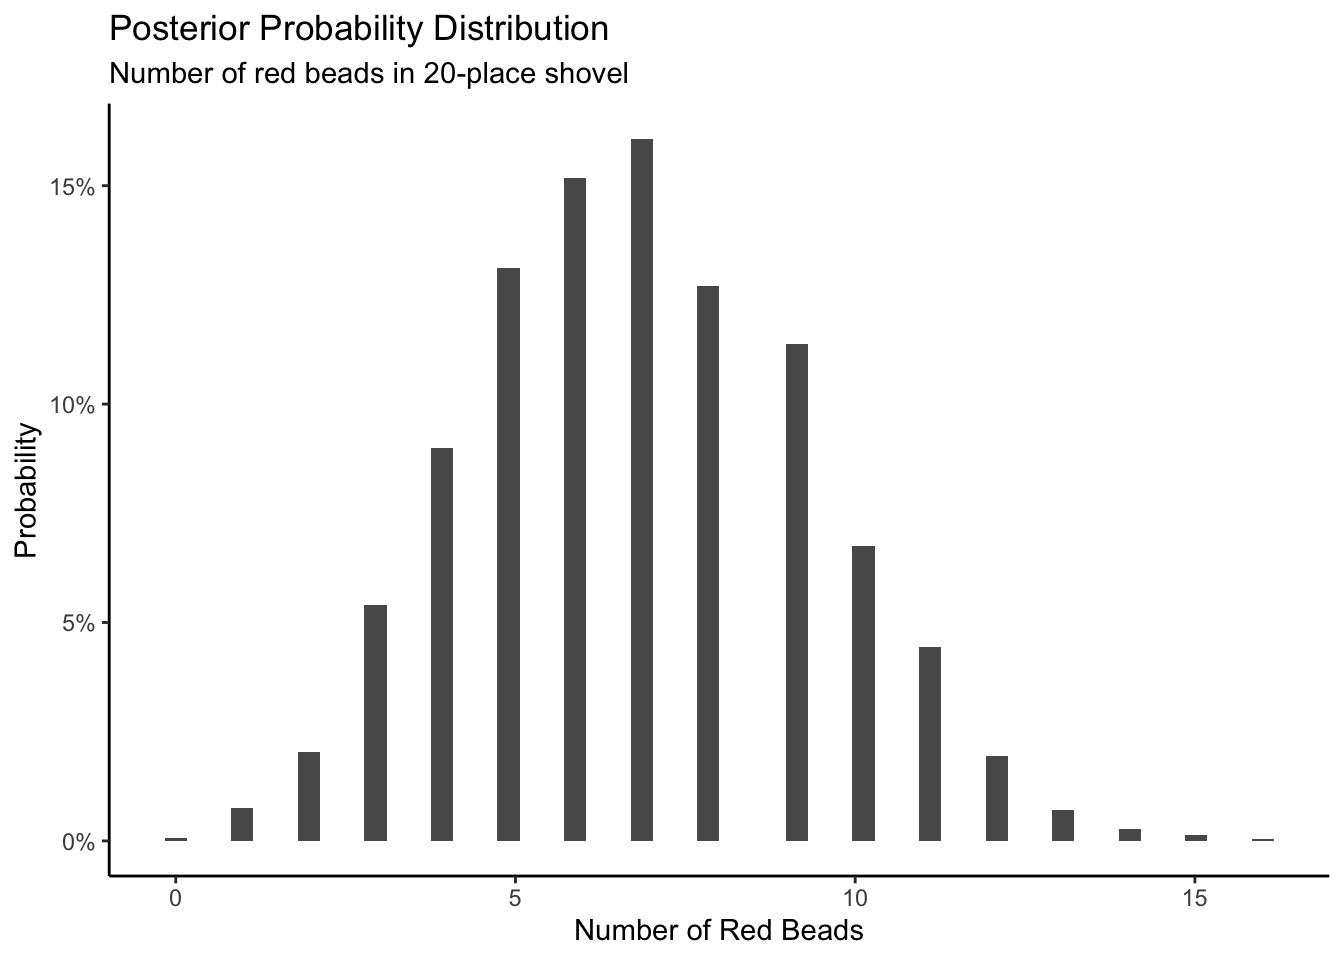 Posterior Probability Distribution
Number of red beads in 20-place shovel
15%
10%
5%
0%
Probability
0 5 10 15
Number of Red Beads